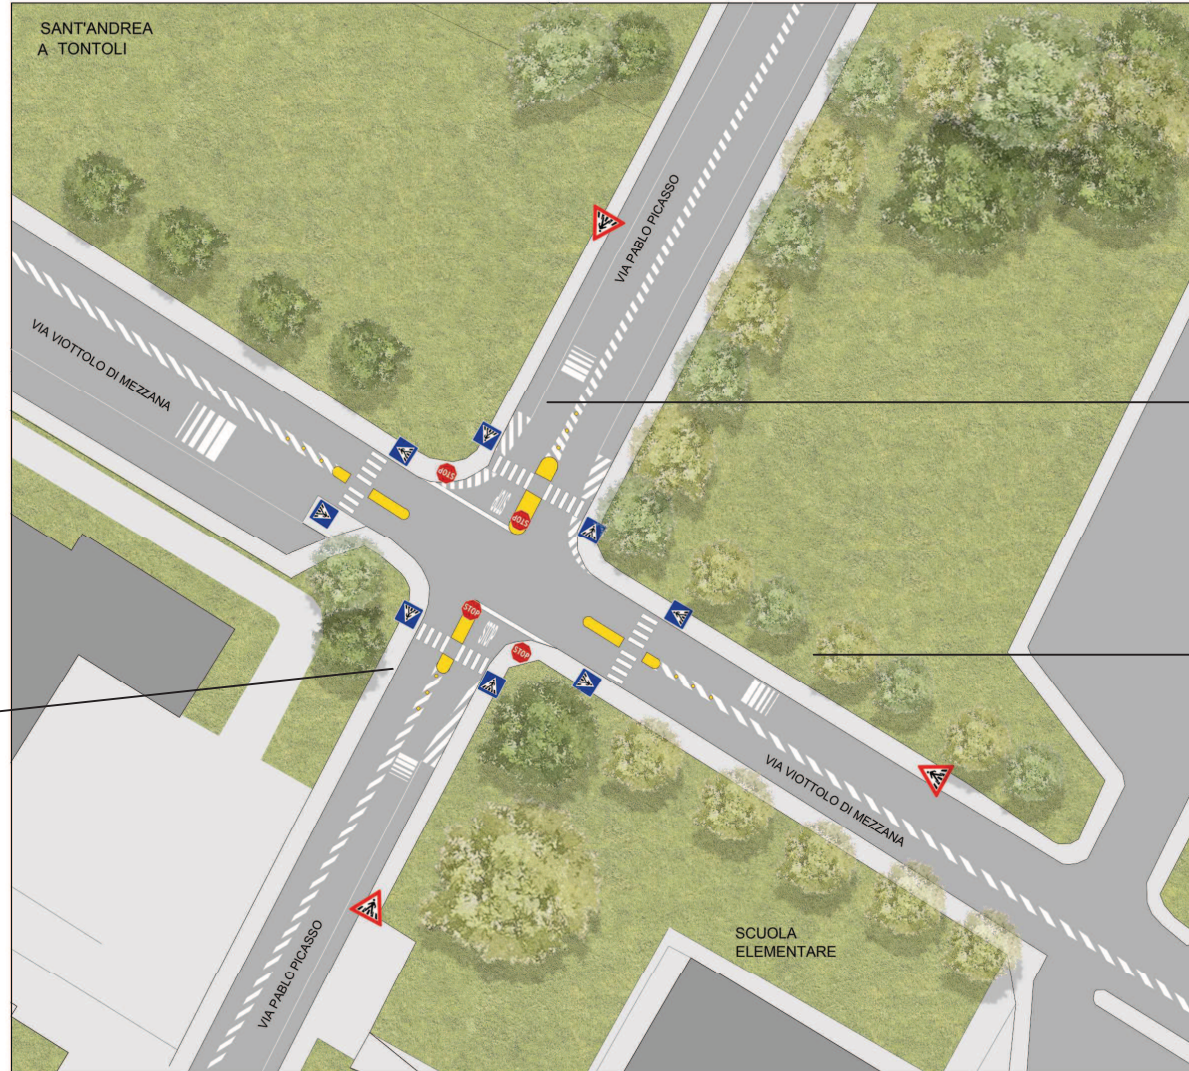 SANT'ANDREA
A TONTOLI
VIA PABLO PICASSO
VIA VIOTTOLO DI MEZZANA
STOP
STOP
STOP
STOP
VIA VIOTTOLO DI MEZZANA
VIA PABLO PICASSO
SCUOLA
ELEMENTARE